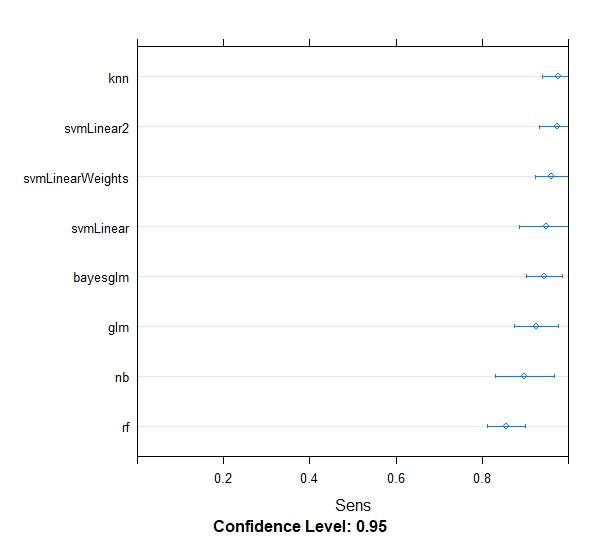 knn
svmLinear2
svmLinearWeights
svmLinear
bayesglm
glm
nb
rf
0.2 0.4 0.6 0.8
Sens
Confidence Level: 0.95